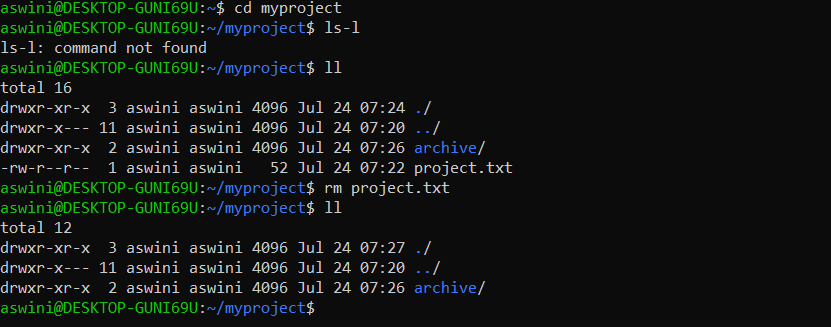 aswini@DESKTOP-GUNI69U:~$ cd myproject
aswini@DESKTOP-GUNI69U:~/myproject$ ls-l
ls-l: command not found
aswini@DESKTOP-GUNI69U:~/myproject$ ll
total 16
drwxr-xr-x  3 aswini aswini 4096 Jul 24 07:24 ./
drwxr-x--- 11 aswini aswini 4096 Jul 24 07:20 ../
drwxr-xr-x  2 aswini aswini 4096 Jul 24 07:26 archive/
-rw-r--r--  1 aswini aswini   52 Jul 24 07:22 project.txt
aswini@DESKTOP-GUNI69U:~/myproject$ rm project.txt
aswini@DESKTOP-GUNI69U:~/myproject$ ll
total 12
drwxr-xr-x  3 aswini aswini 4096 Jul 24 07:27 ./
drwxr-x--- 11 aswini aswini 4096 Jul 24 07:20 ../
drwxr-xr-x  2 aswini aswini 4096 Jul 24 07:26 archive/
aswini@DESKTOP-GUNI69U:~/myproject$